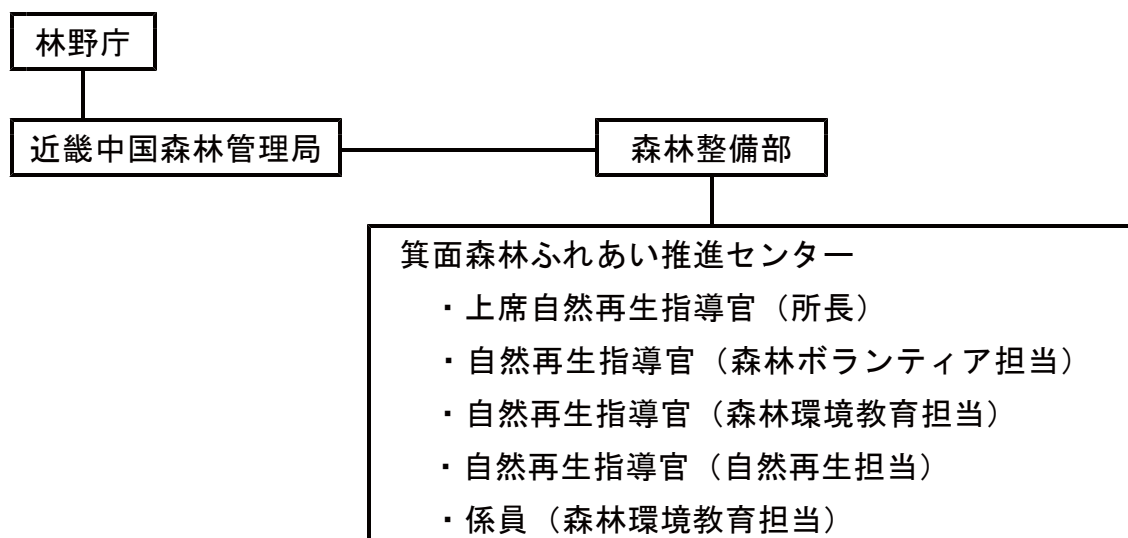 林野庁
近畿中国森林管理局
森林整備部
箕面森林ふれあい推進センター
・上席自然再生指導官（所長）
・自然再生指導官（森林ボランティア担当）
・自然再生指導官（森林環境教育担当）
・自然再生指導官（自然再生担当）
・係員（森林環境教育担当）